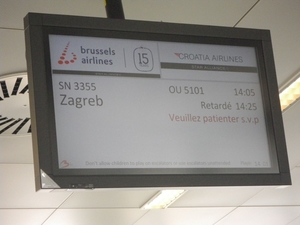 brussels airlines
15
CROATIA AIRLINES
SN 3355 OU 5101 14:05
Zagreb Retardé 14:25
Veuillez patienter s.v.p